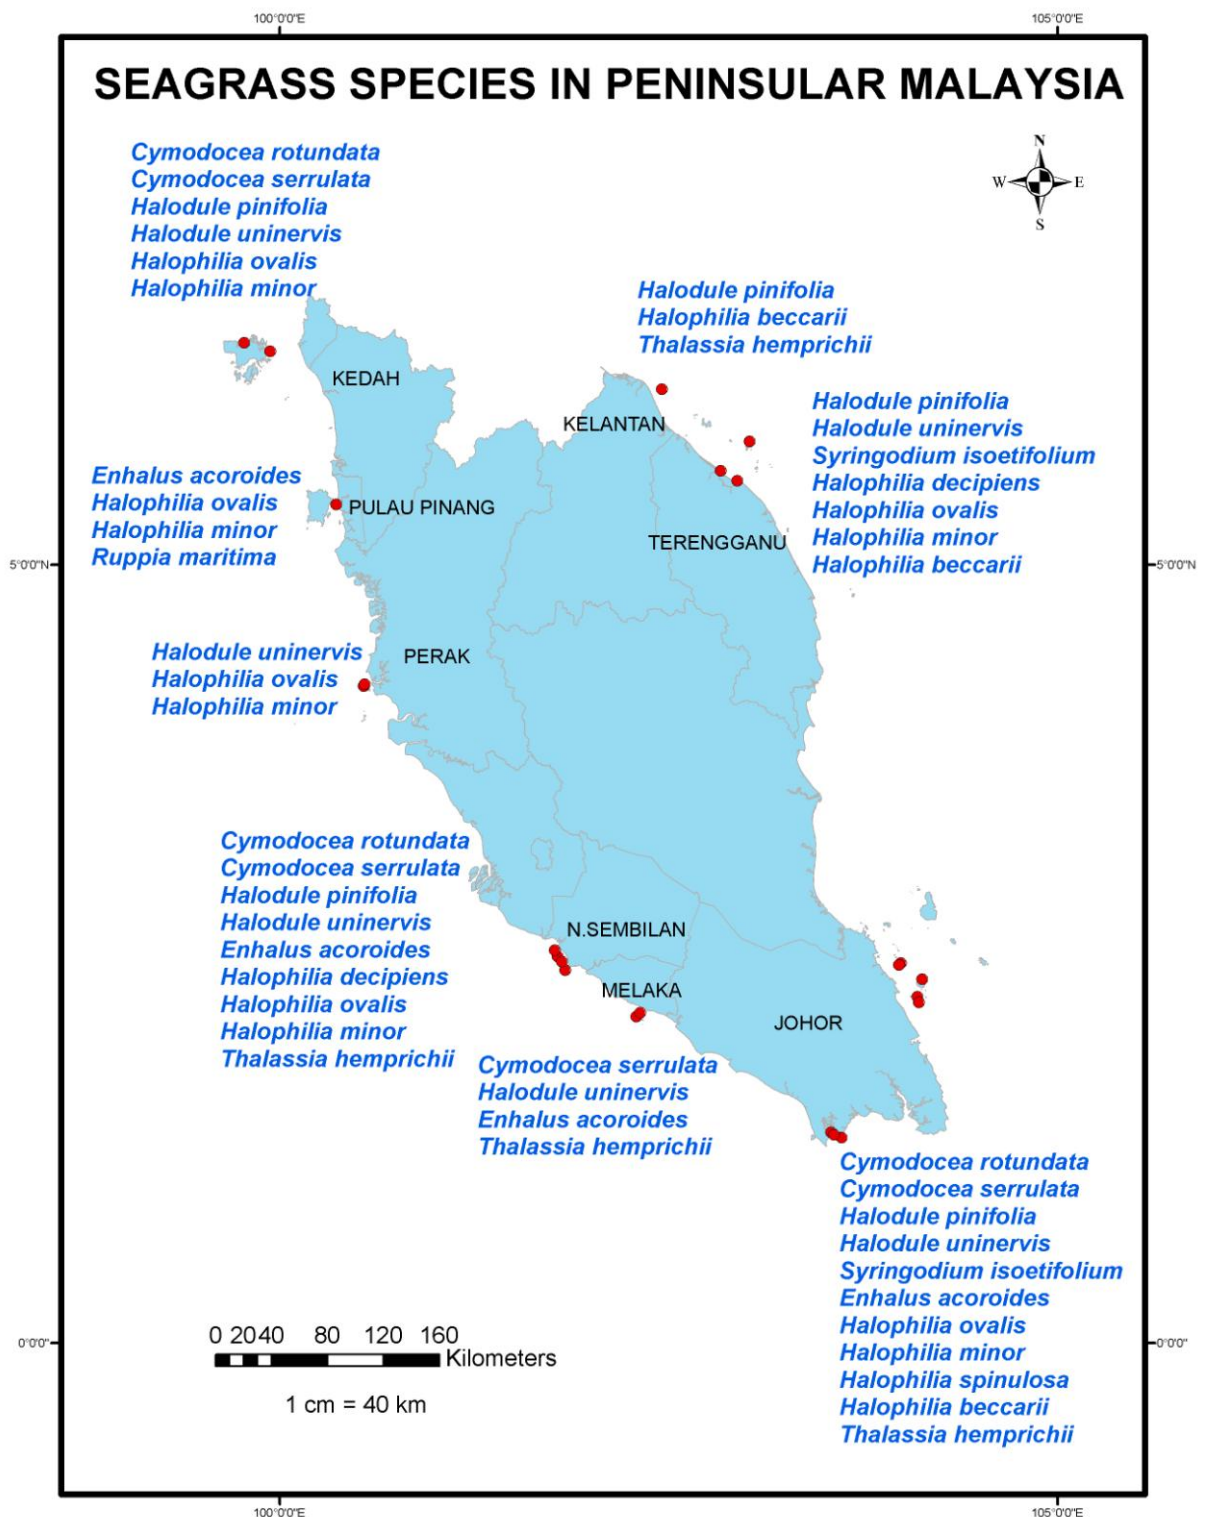 100°0'0"E
105°0'0"E
SEAGRASS SPECIES IN PENINSULAR MALAYSIA
N
W
E
S
Cymodocea rotundata
Cymodocea serrulata
Halodule pinifolia
Halodule uninervis
Halophilia ovalis
Halophilia minor
Halodule pinifolia
Halophilia beccarii
Thalassia hemprichii
KEDAH
KELANTAN
Halodule pinifolia
Halodule uninervis
Syringodium isoetifolium
Halophilia decipiens
Halophilia ovalis
Halophilia minor
Halophilia beccarii
Enhalus acoroides
Halophilia ovalis
Halophilia minor
Ruppia maritima
PULAU PINANG
TERENGGANU
5°0'0"N
5°0'0"N
Halodule uninervis
Halophilia ovalis
Halophilia minor
PERAK
Cymodocea rotundata
Cymodocea serrulata
Halodule pinifolia
Halodule uninervis
Enhalus acoroides
Halophilia decipiens
Halophilia ovalis
Halophilia minor
Thalassia hemprichii
N.SEMBILAN
MELAKA
JOHOR
Cymodocea serrulata
Halodule uninervis
Enhalus acoroides
Thalassia hemprichii
Cymodocea rotundata
Cymodocea serrulata
Halodule pinifolia
Halodule uninervis
Syringodium isoetifolium
Enhalus acoroides
Halophilia ovalis
Halophilia minor
Halophilia spinulosa
Halophilia beccarii
Thalassia hemprichii
0°0'0"
0°0'0"
0 20 40 80 120 160
Kilometers
1 cm = 40 km
100°0'0"E
105°0'0"E